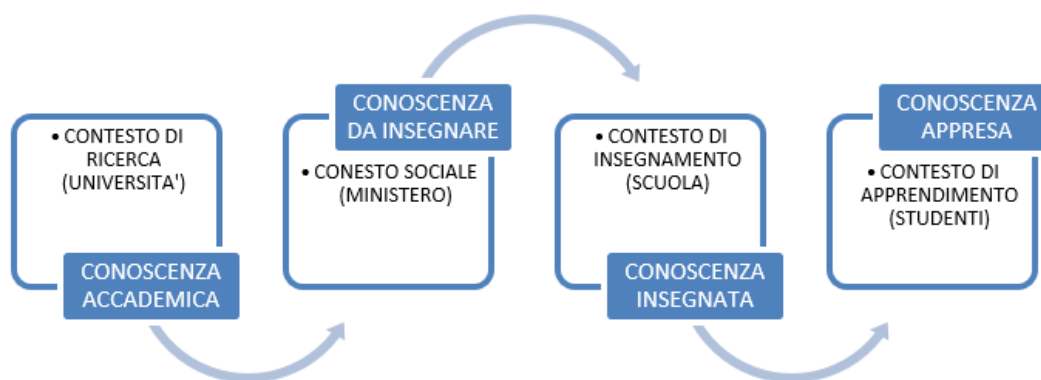 • CONTESTO DI
RICERCA
(UNIVERSITA')
CONOSCENZA
ACCADEMICA
CONOSCENZA
DA INSEGNARE
• CONESTO SOCIALE
(MINISTERO)
• CONTESTO DI
INSEGNAMENTO
(SCUOLA)
CONOSCENZA
INSEGNATA
CONOSCENZA
APPRESA
• CONTESTO DI
APPRENDIMENTO
(STUDENTI)